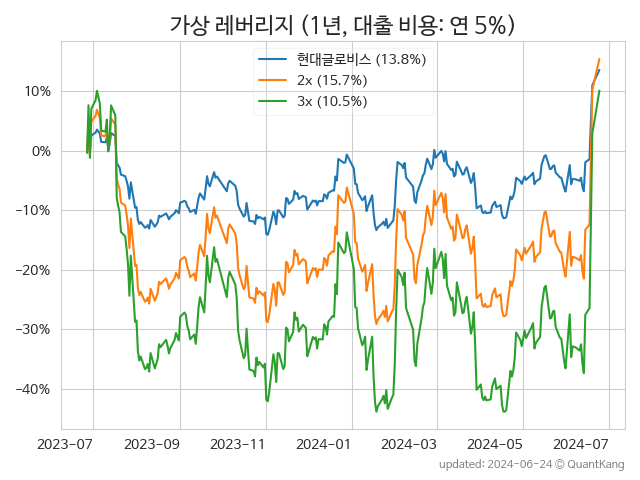 가상 레버리지 (1년, 대출 비용: 연 5%)
현대글로비스 (13.8%)
2x (15.7%)
3x (10.5%)
10%
0%
−10%
−20%
−30%
−40%
2023-07 2023-09 2023-11 2024-01 2024-03 2024-05 2024-07
updated: 2024-06-24 © QuantKang